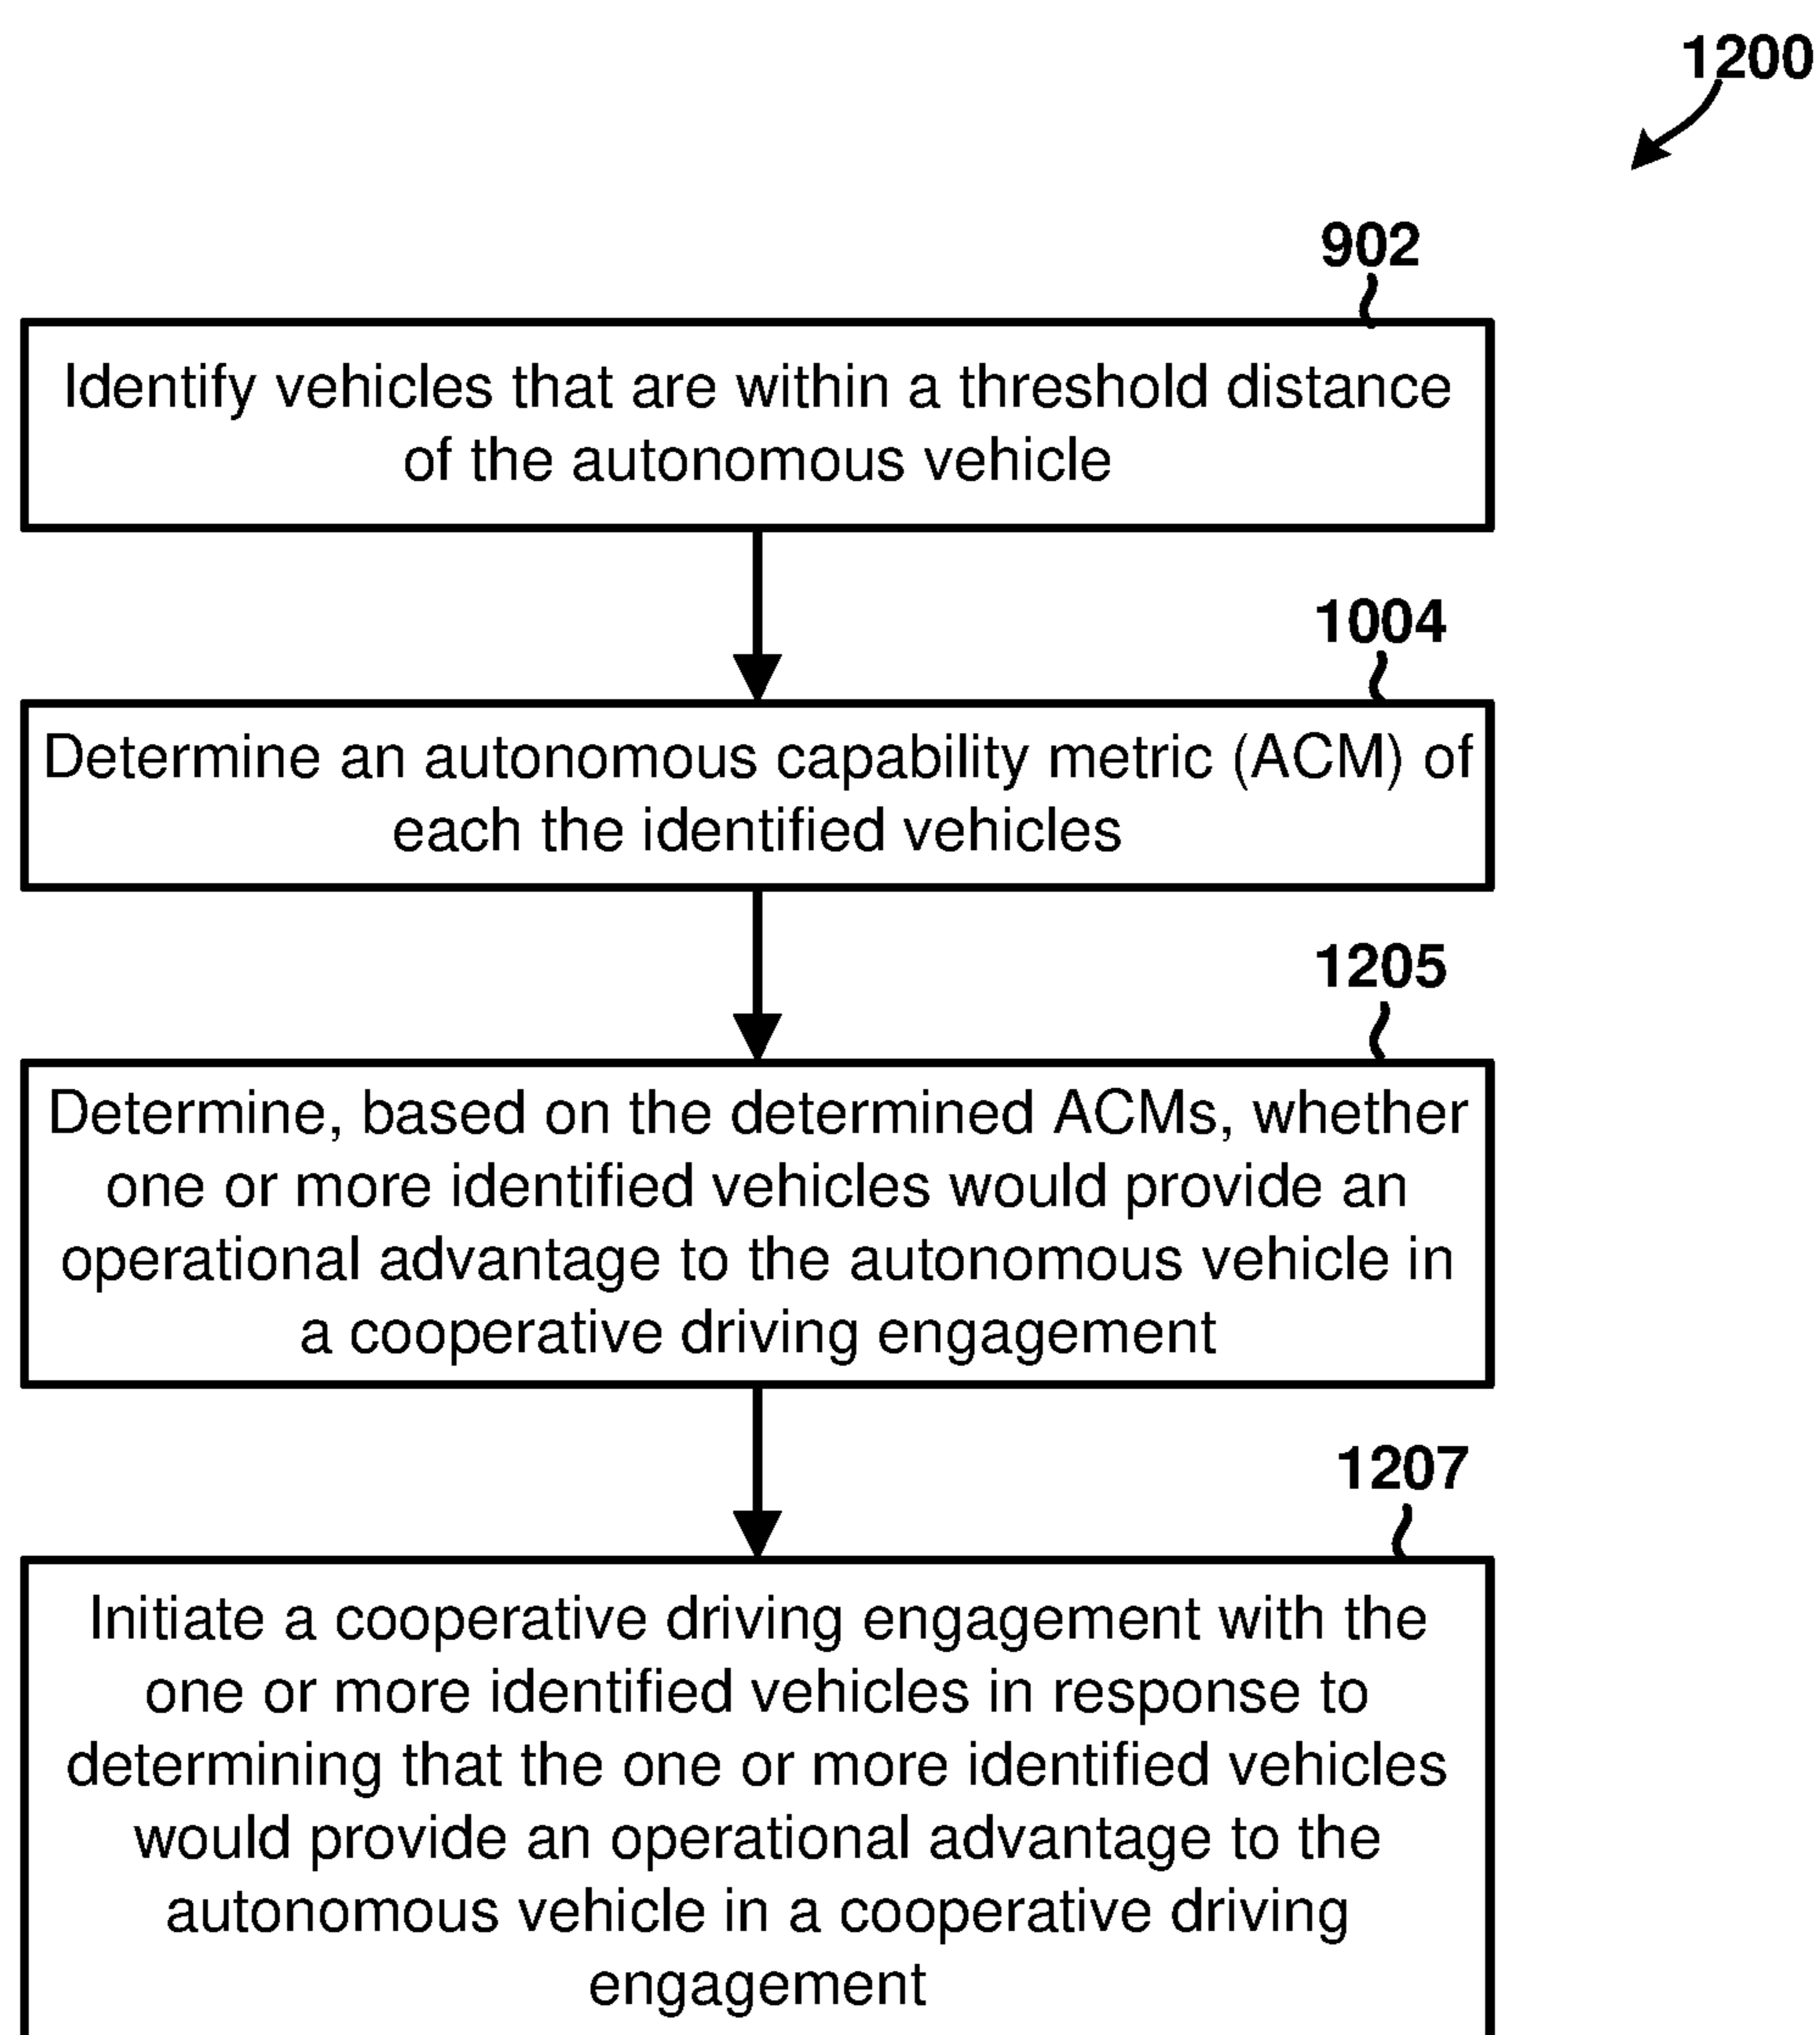 1200
902
Identify vehicles that are within a threshold distance
of the autonomous vehicle
1004
Determine an autonomous capability metric (ACM) of
each the identified vehicles
1205
Determine, based on the determined ACMs, whether
one or more identified vehicles would provide an
operational advantage to the autonomous vehicle in
a cooperative driving engagement
1207
Initiate a cooperative driving engagement with the
one or more identified vehicles in response to
determining that the one or more identified vehicles
would provide an operational advantage to the
autonomous vehicle in a cooperative driving
engagement